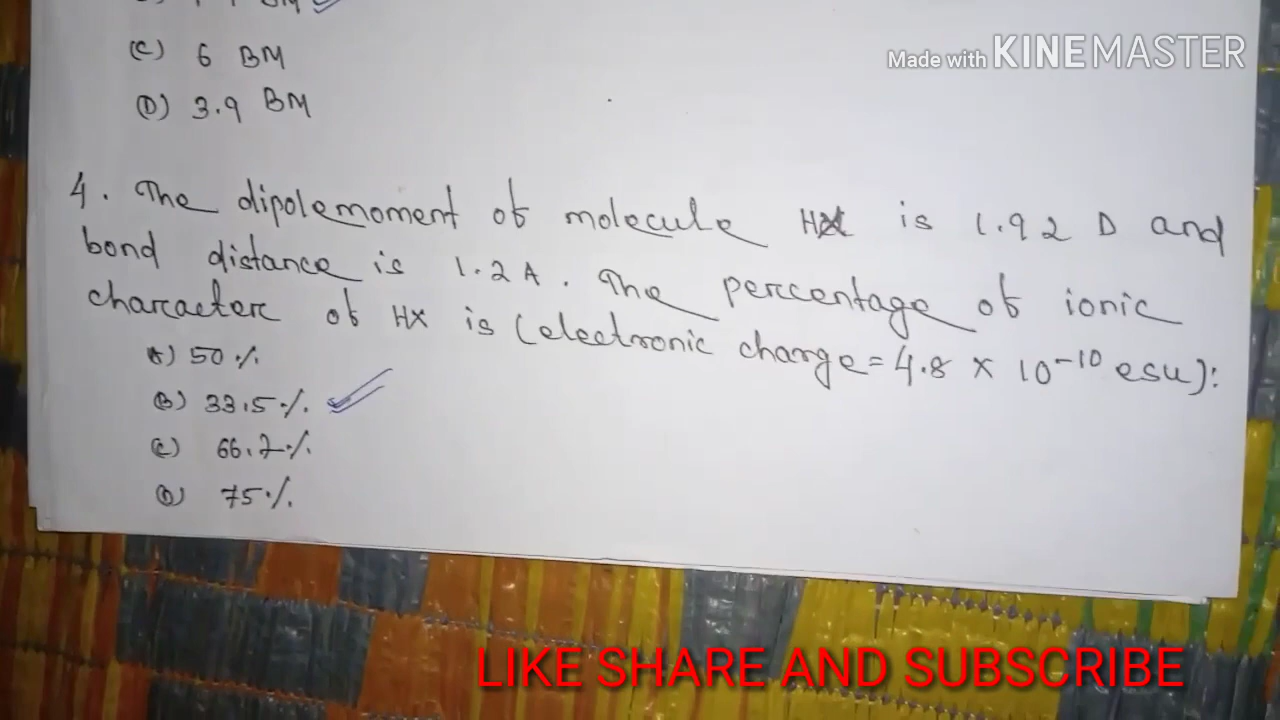 (C) 6 BM
Made with KINEMASTER
(D) 3.9 BM
4. The dipolemoment of molecule HX is 1.92 D and
bond distance is 1.2 A. The percentage of ionic
character of HX is (electronic charge = 4.8 × 10⁻¹⁰ esu):
A) 50%
B) 33.5%.
(C) 66.7%.
(D) 75%.
LIKE SHARE AND SUBSCRIBE